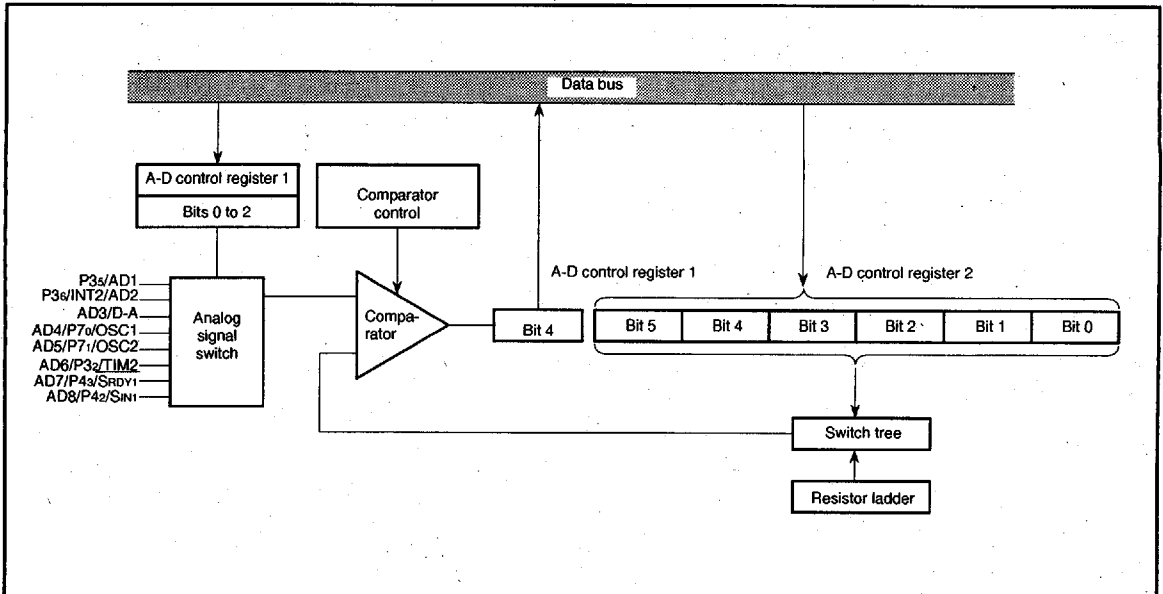 Data bus
A-D control register 1
Bits 0 to 2
Comparator
control
A-D control register 1
A-D control register 2
P35/AD1
P36/INT2/AD2
AD3/D-A
AD4/P70/OSC1
AD5/P71/OSC2
AD6/P32/TIM2
AD7/P43/SRDY1
AD8/P42/SIN1
Analog
signal
switch
Compa-
rator
Bit 4
Bit 5
Bit 4
Bit 3
Bit 2
Bit 1
Bit 0
Switch tree
Resistor ladder